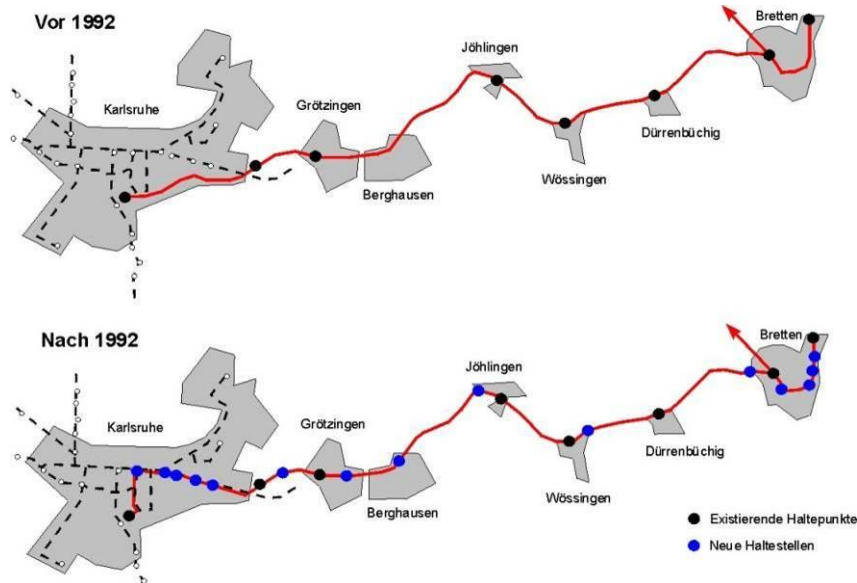 Vor 1992
Bretten
Jöhlingen
Karlsruhe
Grötzingen
Dürrenbüchig
Berghausen
Wössingen
Nach 1992
Bretten
Jöhlingen
Karlsruhe
Grötzingen
Dürrenbüchig
Berghausen
Wössingen
Existierende Haltepunkte
Neue Haltestellen